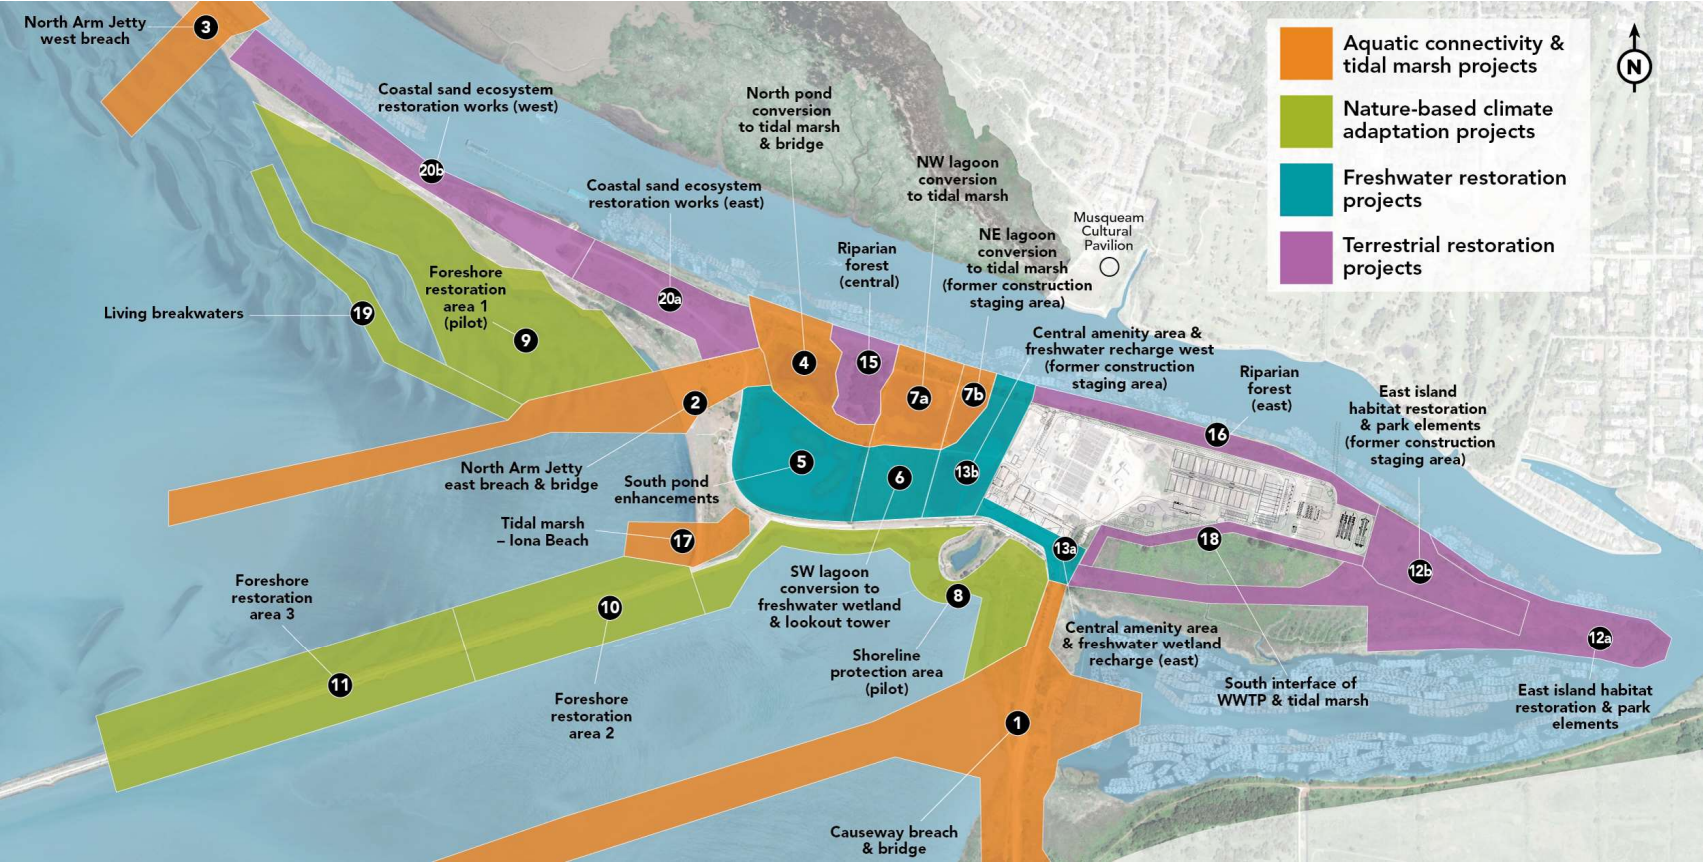 North Arm Jetty
west breach
3
Aquatic connectivity &
tidal marsh projects
Nature-based climate
adaptation projects
Freshwater restoration
projects
Terrestrial restoration
projects
N
Coastal sand ecosystem
restoration works (west)
20b
North pond
conversion
to tidal marsh
& bridge
NW lagoon
conversion
to tidal marsh
Coastal sand ecosystem
restoration works (east)
20a
Musqueam
Cultural
Pavilion
Riparian
forest
(central)
NE lagoon
conversion
to tidal marsh
(former construction
staging area)
Foreshore
restoration
area 1
(pilot)
9
Living breakwaters
19
Central amenity area &
freshwater recharge west
(former construction
staging area)
4
15
7a
7b
2
Riparian
forest
(east)
16
East island
habitat restoration
& park elements
(former construction
staging area)
North Arm Jetty
east breach & bridge
South pond
enhancements
5
6
13b
Tidal marsh
– Iona Beach
17
13a
18
12b
Foreshore
restoration
area 3
10
SW lagoon
conversion to
freshwater wetland
& lookout tower
8
Central amenity area
& freshwater wetland
recharge (east)
12a
Shoreline
protection area
(pilot)
11
Foreshore
restoration
area 2
South interface of
WWTP & tidal marsh
East island habitat
restoration & park
elements
1
Causeway breach
& bridge